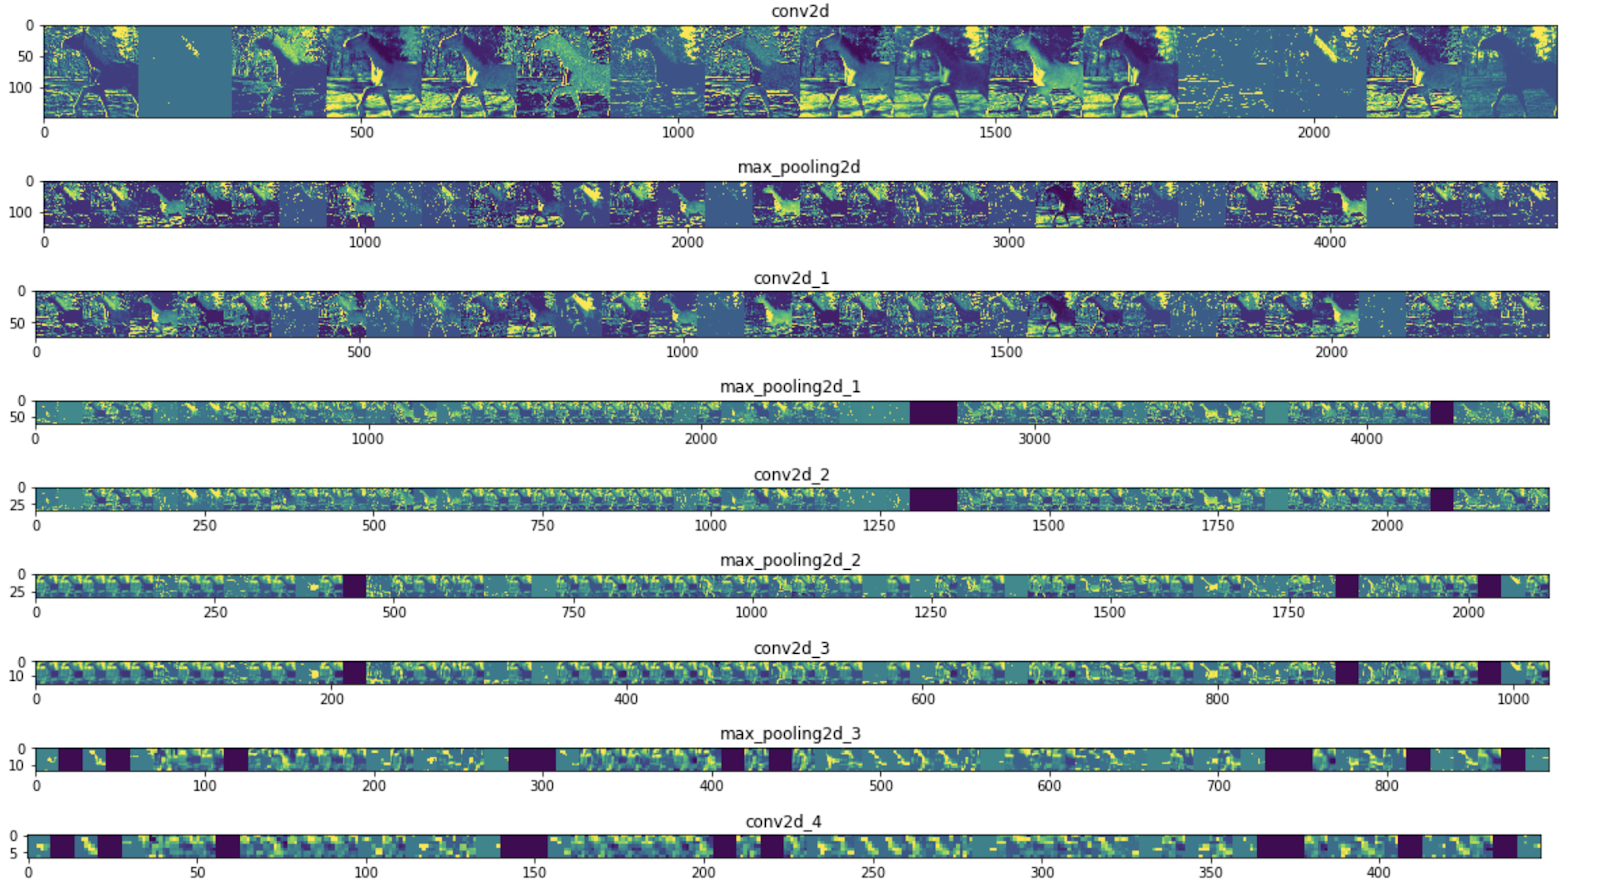 conv2d
0
50
100
0 500 1000 1500 2000
max_pooling2d
0
100
0 1000 2000 3000 4000
conv2d_1
0
50
0 500 1000 1500 2000
max_pooling2d_1
0
50
0 1000 2000 3000 4000
conv2d_2
0
25
0 250 500 750 1000 1250 1500 1750 2000
max_pooling2d_2
0
25
0 250 500 750 1000 1250 1500 1750 2000
conv2d_3
0
10
0 200 400 600 800 1000
max_pooling2d_3
0
10
0 100 200 300 400 500 600 700 800
conv2d_4
0
5
0 50 100 150 200 250 300 350 400